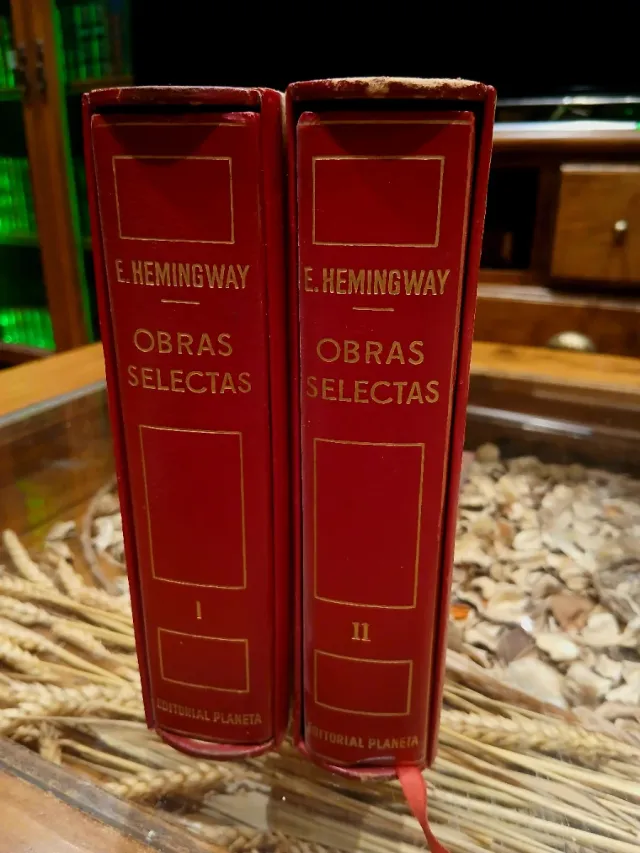 E. HEMINGWAY
OBRAS
SELECTAS
I
EDITORIAL PLANETA
E. HEMINGWAY
OBRAS
SELECTAS
II
EDITORIAL PLANETA